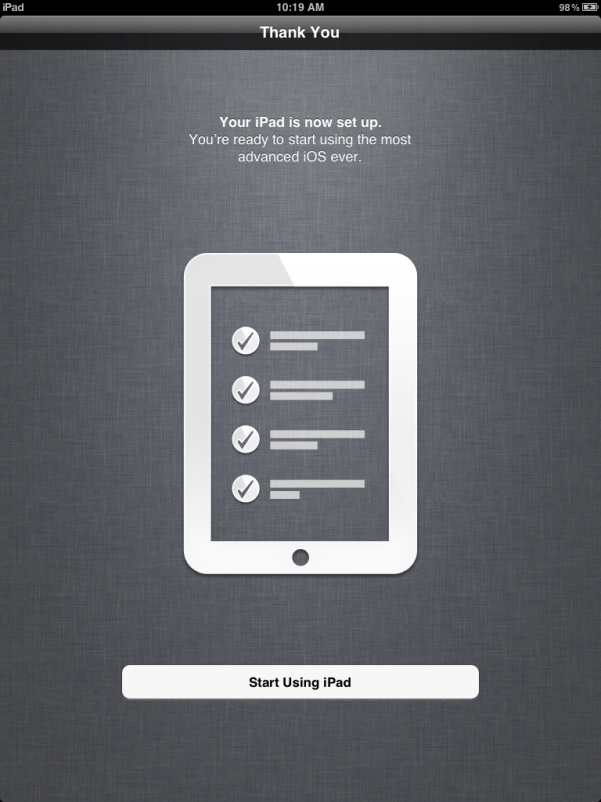 iPad 10:19 AM 98%
Thank You
Your iPad is now set up.
You're ready to start using the most
advanced iOS ever.
Start Using iPad